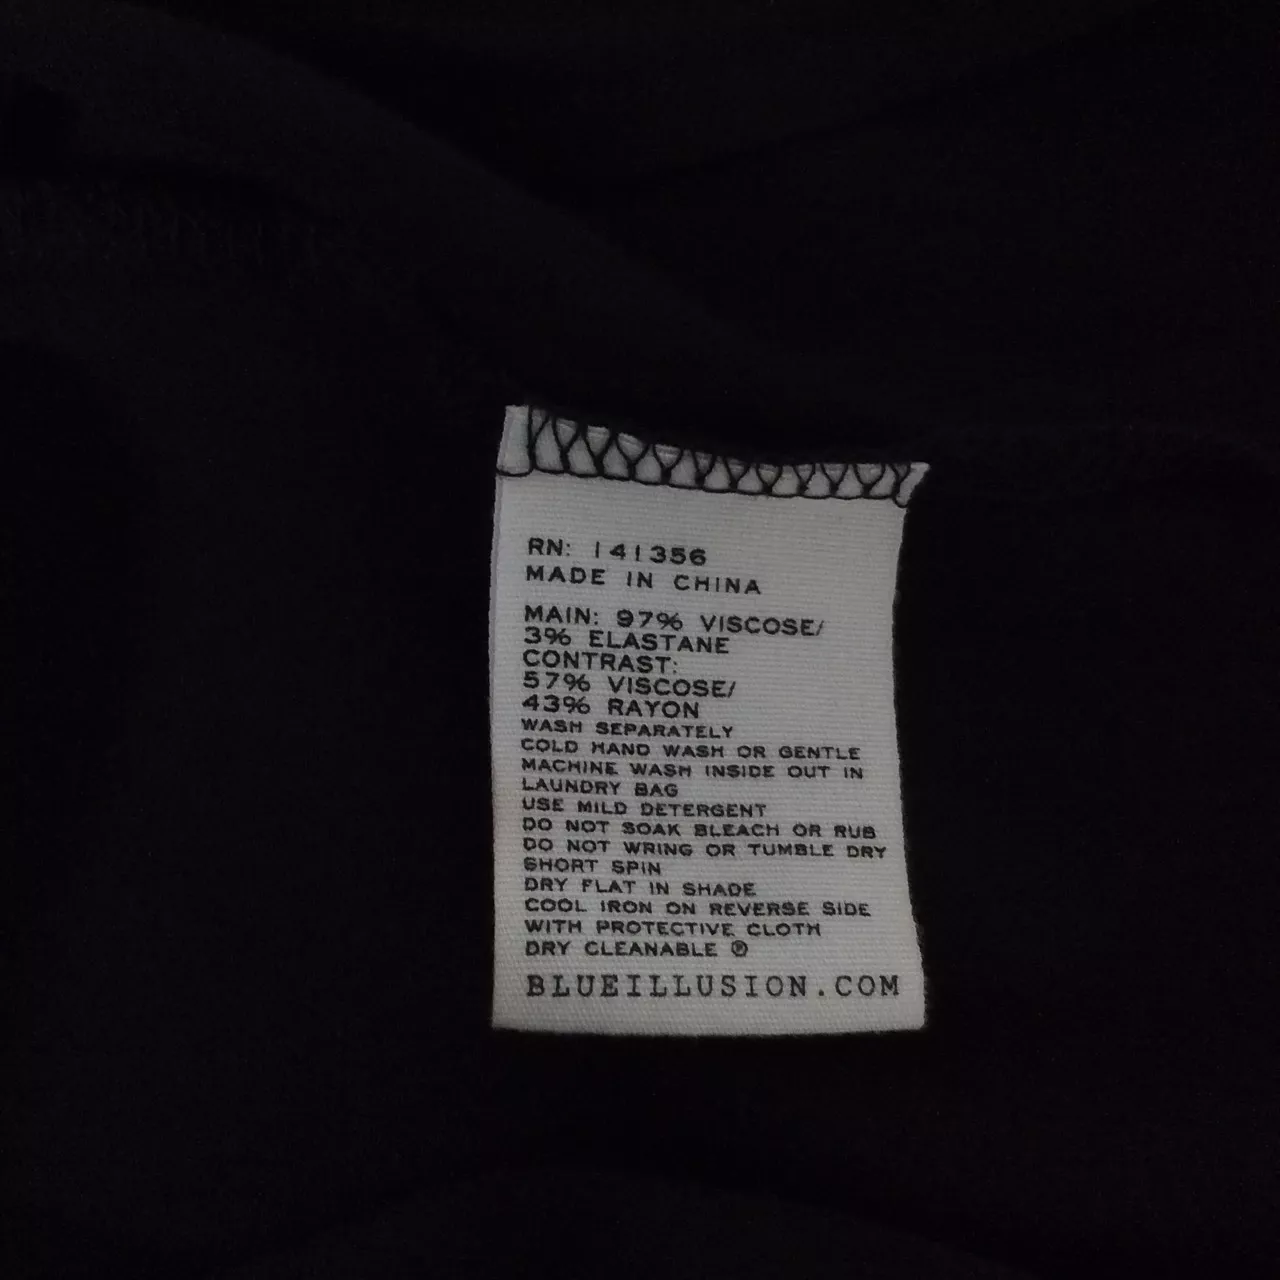 RN: 141356
MADE IN CHINA
MAIN: 97% VISCOSE/
3% ELASTANE
CONTRAST:
57% VISCOSE/
43% RAYON
WASH SEPARATELY
COLD HAND WASH OR GENTLE
MACHINE WASH INSIDE OUT IN
LAUNDRY BAG
USE MILD DETERGENT
DO NOT SOAK BLEACH OR RUB
DO NOT WRING OR TUMBLE DRY
SHORT SPIN
DRY FLAT IN SHADE
COOL IRON ON REVERSE SIDE
WITH PROTECTIVE CLOTH
DRY CLEANABLE Ⓟ
BLUEILLUSION.COM